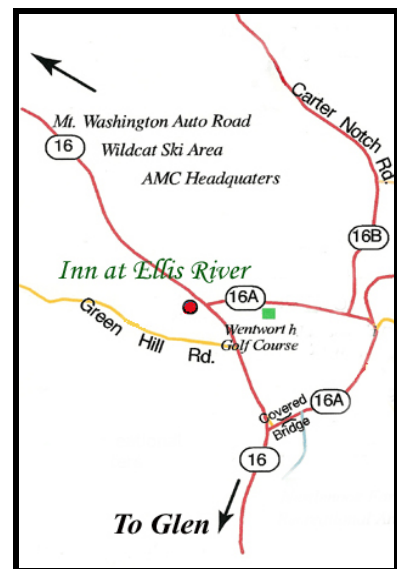 Carter Notch Rd.
Mt. Washington Auto Road
16
Wildcat Ski Area
AMC Headquaters
16B
Inn at Ellis River
16A
Wentwort h
Golf Course
Green Hill Rd.
Covered
Bridge
16A
16
To Glen